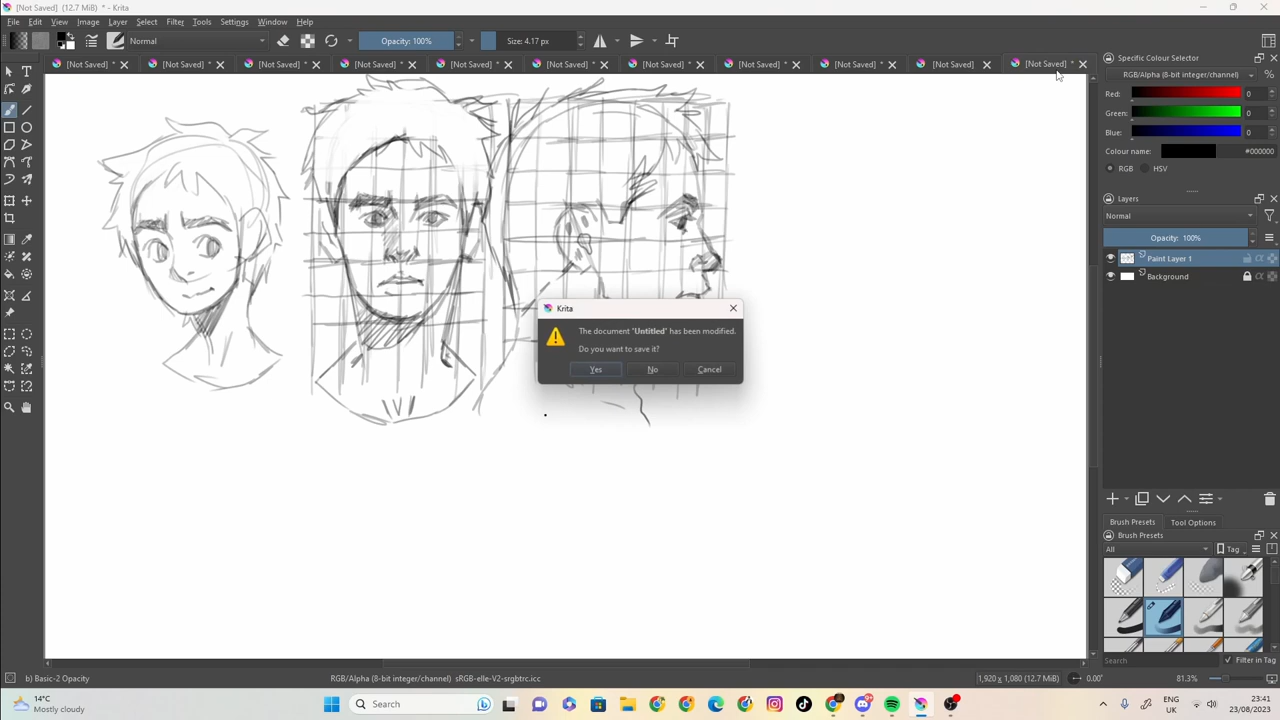 [Not Saved] (12.7 MiB) * - Krita
File Edit View Image Layer Select Filter Tools Settings Window Help
Normal Opacity: 100% Size: 4.17 px
[Not Saved] * [Not Saved] * [Not Saved] * [Not Saved] * [Not Saved] * [Not Saved] * [Not Saved] * [Not Saved] * [Not Saved] * [Not Saved] [Not Saved] *
Specific Colour Selector
RGB/Alpha (8-bit integer/channel) %
Red: 0
Green: 0
Blue: 0
Colour name: #000000
RGB HSV
Layers
Normal
Opacity: 100%
Paint Layer 1
Background
Krita
The document "Untitled" has been modified.
Do you want to save it?
Yes No Cancel
Brush Presets Tool Options
Brush Presets
All Tag
Search Filter in Tag
b) Basic-2 Opacity RGB/Alpha (8-bit integer/channel) sRGB-elle-V2-srgbtrc.icc 1,920 x 1,080 (12.7 MiB) 0.00° 81.3%
14°C
Mostly cloudy
Search
ENG
UK
23:41
23/08/2023